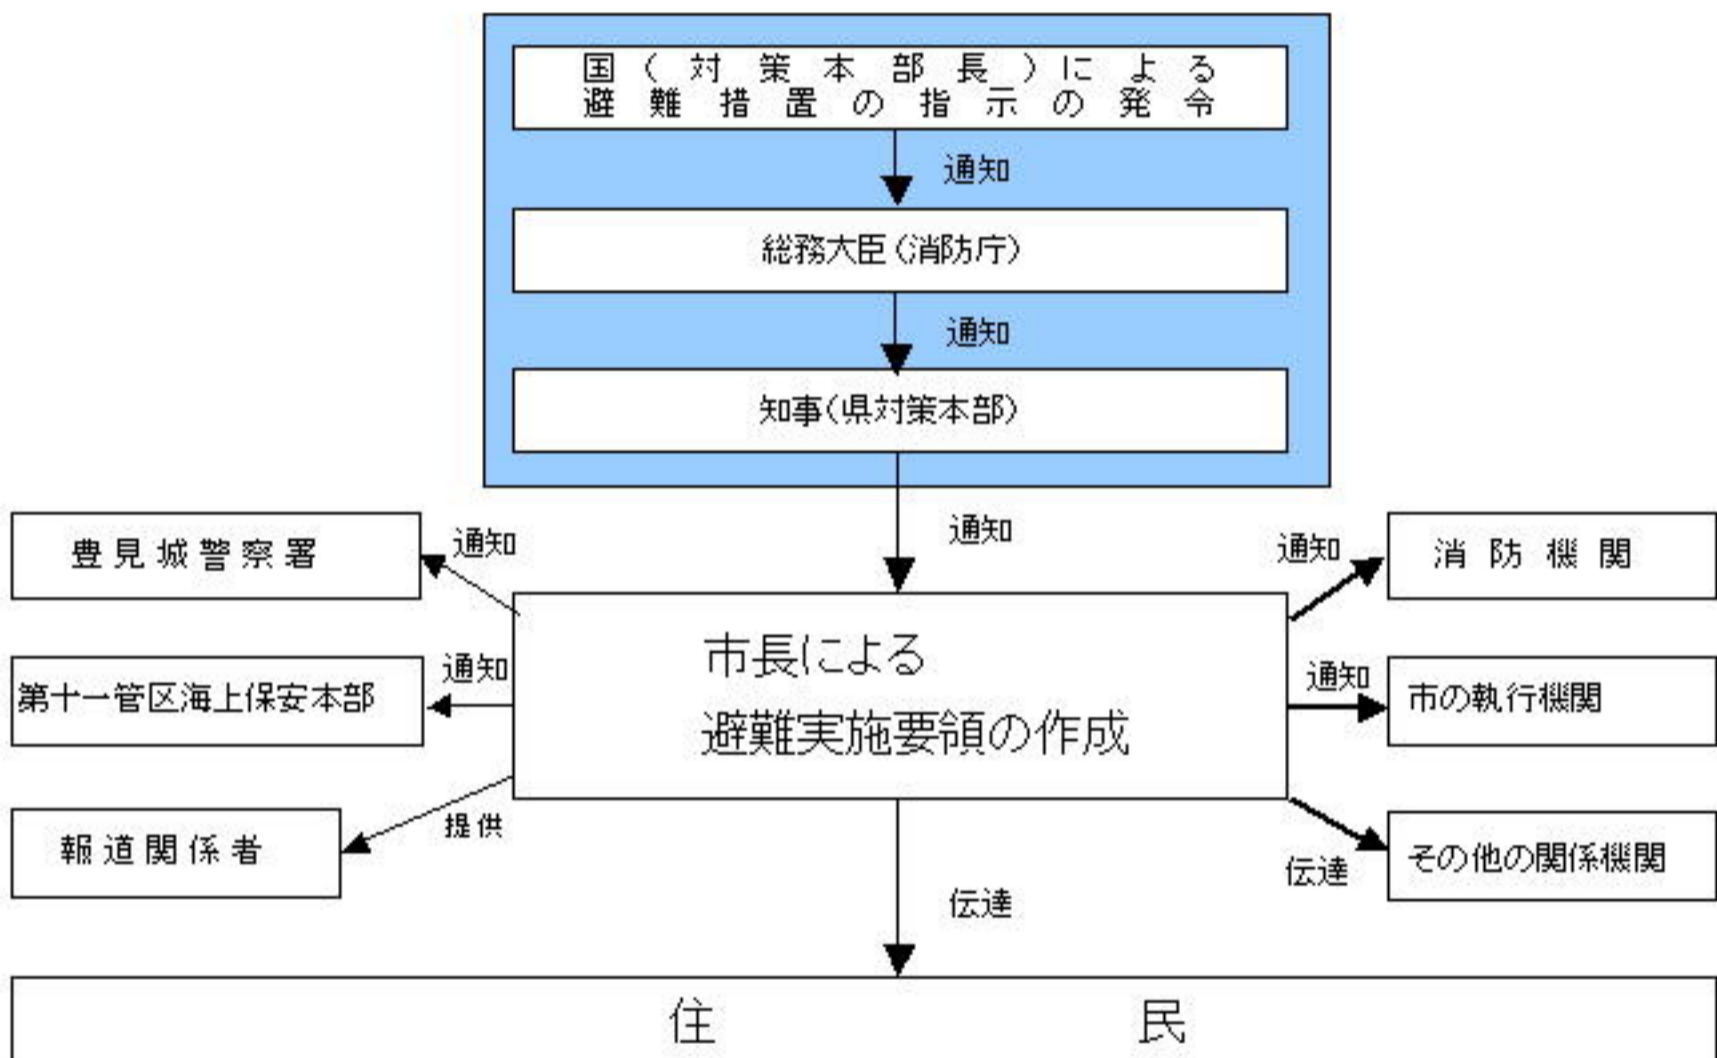 国（対策本部長）による
避難措置の指示の発令
通知
総務大臣（消防庁）
通知
知事（県対策本部）
通知
豊見城警察署
通知
通知
消防機関
市長による
避難実施要領の作成
第十一管区海上保安本部
通知
通知
市の執行機関
報道関係者
提供
伝達
その他の関係機関
伝達
住民